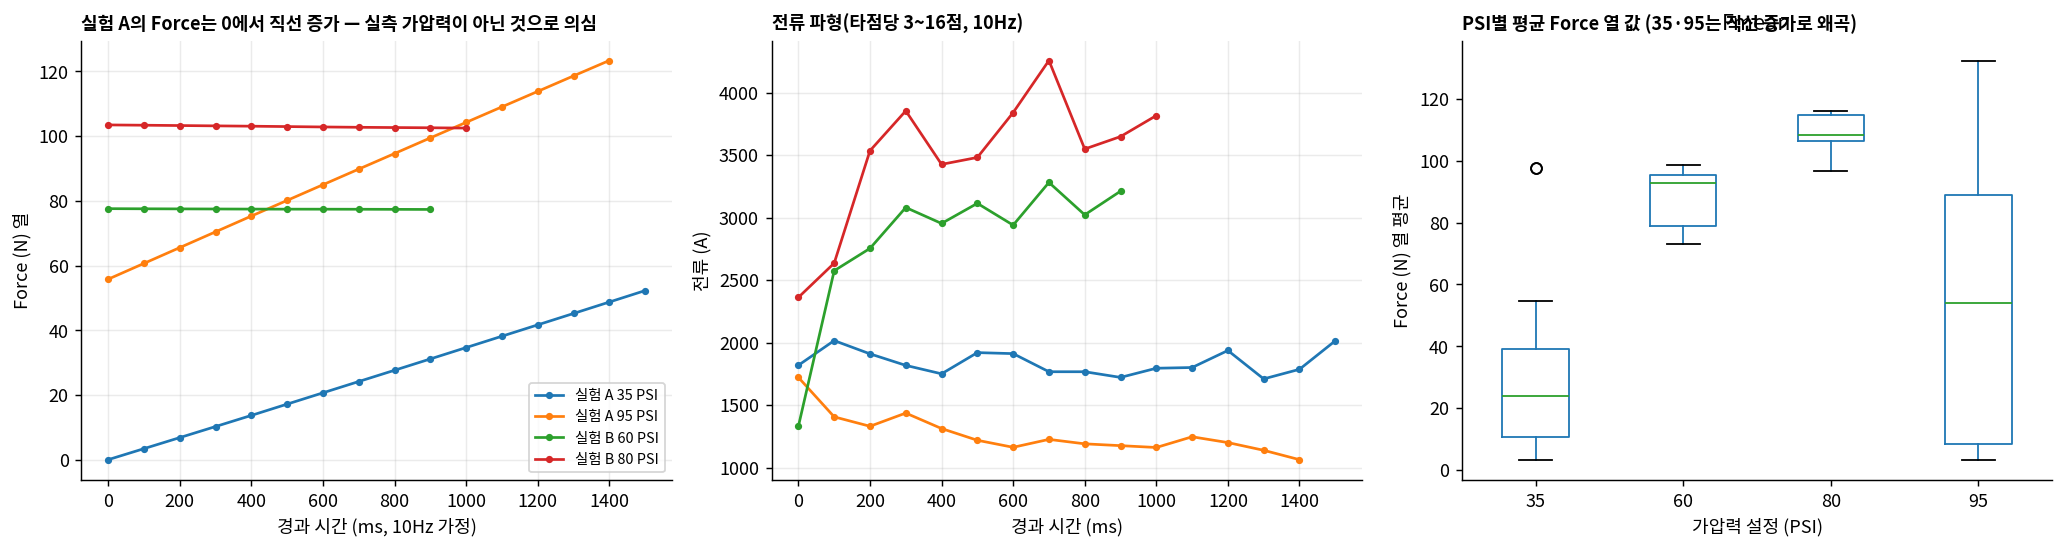 실험 A의 Force는 0에서 직선 증가 — 실측 가압력이 아닌 것으로 의심
Force (N) 열
120
100
80
60
40
20
0
0 200 400 600 800 1000 1200 1400
경과 시간 (ms, 10Hz 가정)
실험 A 35 PSI
실험 A 95 PSI
실험 B 60 PSI
실험 B 80 PSI
전류 파형(타점당 3~16점, 10Hz)
전류 (A)
4000
3500
3000
2500
2000
1500
1000
0 200 400 600 800 1000 1200 1400
경과 시간 (ms)
PSI별 평균 Force 열 값 (35·95는 직선 증가로 왜곡)
Force (N) 열 평균
120
100
80
60
40
20
0
35 60 80 95
가압력 설정 (PSI)